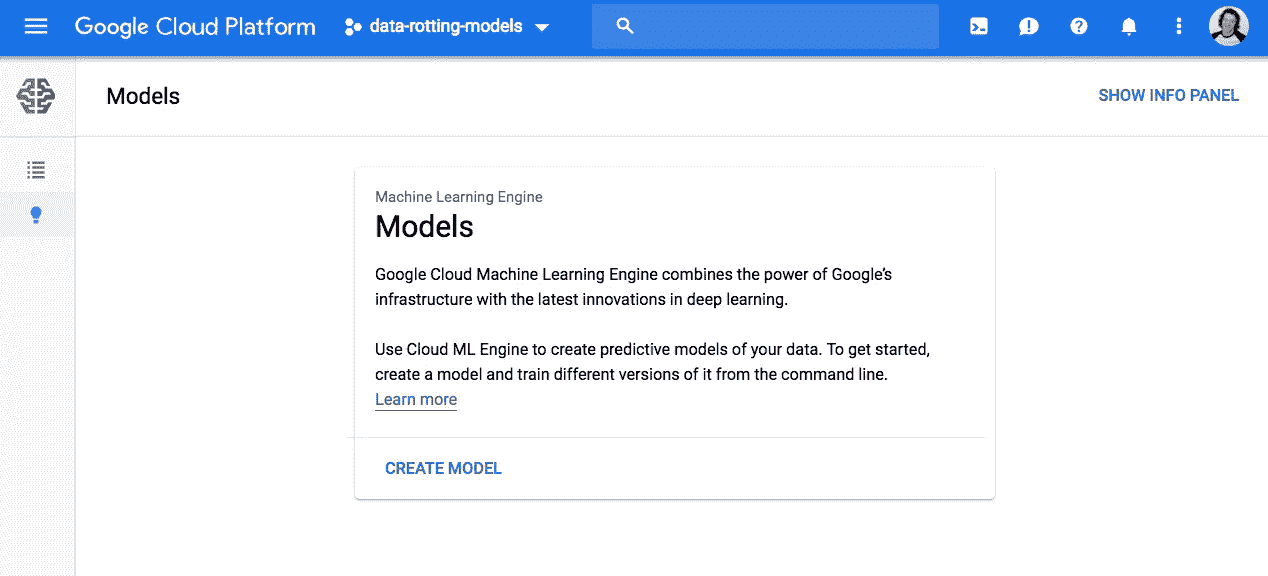 Google Cloud Platform
data-rotting-models
Models
SHOW INFO PANEL
Machine Learning Engine
Models
Google Cloud Machine Learning Engine combines the power of Google's
infrastructure with the latest innovations in deep learning.
Use Cloud ML Engine to create predictive models of your data. To get started,
create a model and train different versions of it from the command line.
Learn more
CREATE MODEL